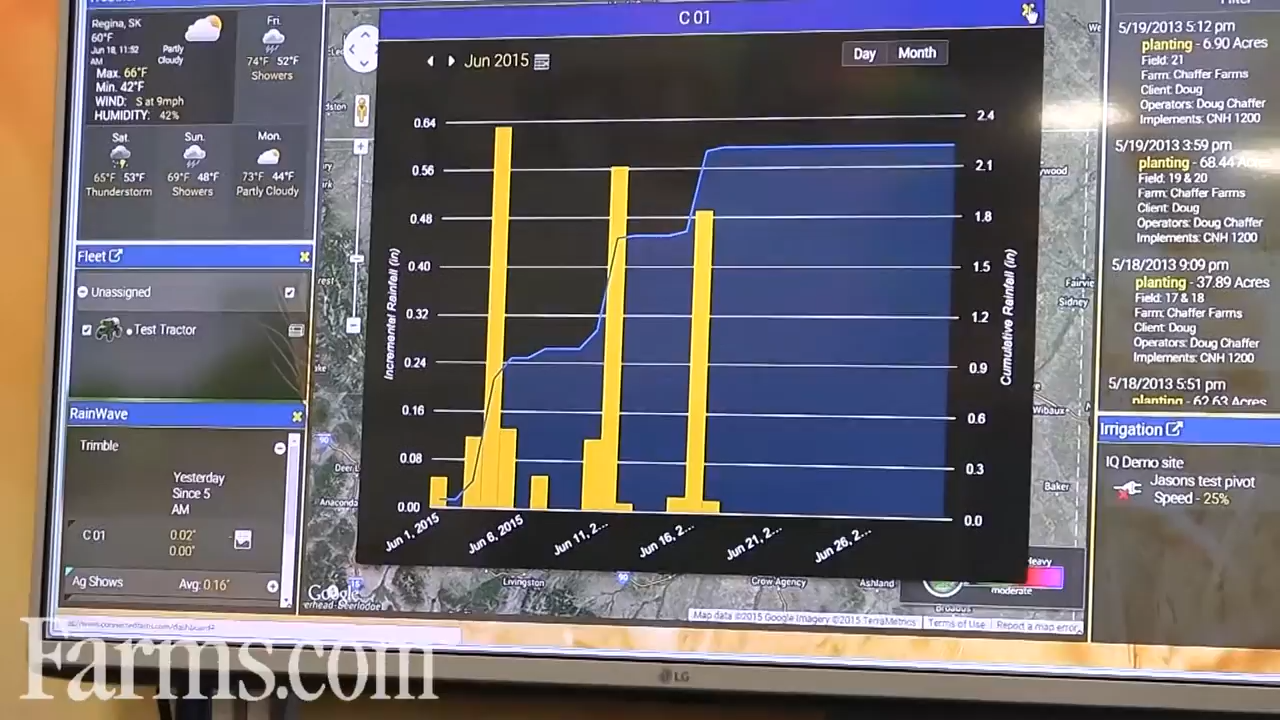 Regina, SK
60°F
Jun 18, 11:52
AM
Partly
Cloudy
Max. 66°F
Min. 42°F
WIND: S at 9mph
HUMIDITY: 42%
Fri.
74°F 52°F
Showers
Sat.
65°F 53°F
Thunderstorm
Sun.
69°F 48°F
Showers
Mon.
73°F 44°F
Partly Cloudy
Fleet
Unassigned
Test Tractor
RainWave
Trimble
Yesterday
Since 5
AM
C 01
0.02"
0.00"
Ag Shows
Avg: 0.16"
C 01
Jun 2015
Day
Month
0.64
0.56
0.48
0.40
0.32
0.24
0.16
0.08
0.00
Incremental Rainfall (in)
2.4
2.1
1.8
1.5
1.2
0.9
0.6
0.3
0.0
Cumulative Rainfall (in)
Jun 1, 2015
Jun 6, 2015
Jun 11, 2...
Jun 16, 2...
Jun 21, 2...
Jun 26, 2...
Deer L
Anaconda
90
Livingston
90
Crow Agency
Ashland
Sidney
Wibaux
Baker
Broadus
15
Google
erhead-Deerlodge
Heavy
moderate
Map data ©2015 Google Imagery ©2015 TerraMetrics
Terms of Use
Report a map error
5/19/2013 5:12 pm
planting - 6.90 Acres
Field: 21
Farm: Chaffer Farms
Client: Doug
Operators: Doug Chaffer
Implements: CNH 1200
5/19/2013 3:59 pm
planting - 68.44 Acres
Field: 19 & 20
Farm: Chaffer Farms
Client: Doug
Operators: Doug Chaffer
Implements: CNH 1200
5/18/2013 9:09 pm
planting - 37.89 Acres
Field: 17 & 18
Farm: Chaffer Farms
Client: Doug
Operators: Doug Chaffer
Implements: CNH 1200
5/18/2013 5:51 pm
planting - 62.63 Acres
Irrigation
IQ Demo site
Jasons test pivot
Speed - 25%
LG
Farms.com